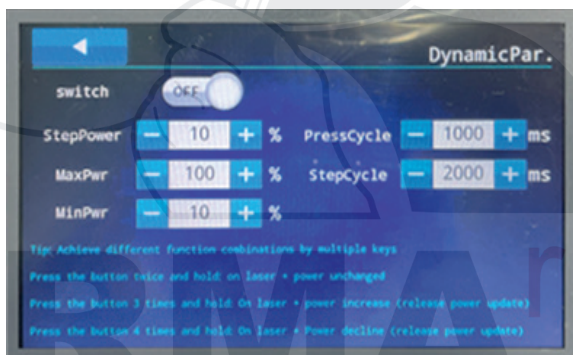 DynamicPar.
switch OFF
StepPower − 10 + % PressCycle − 1000 + ms
MaxPwr − 100 + % StepCycle − 2000 + ms
MinPwr − 10 + %
Tip: Achieve different function combinations by multiple keys
Press the button twice and hold: on laser + power unchanged
Press the button 3 times and hold: On laser + power increase (release power update)
Press the button 4 times and hold: On laser + Power decline (release power update)
RMA